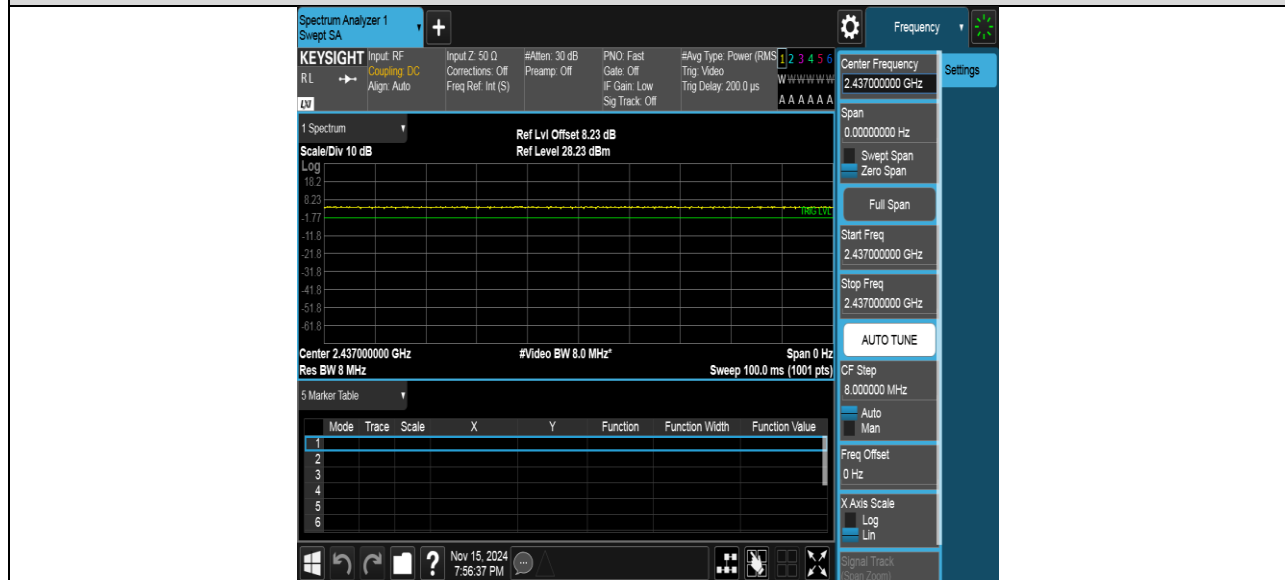 Spectrum Analyzer 1
Swept SA
+
Frequency
KEYSIGHT
RL
LXI
Input: RF
Coupling: DC
Align: Auto
Input Z: 50 Ω
Corrections: Off
Freq Ref: Int (S)
#Atten: 30 dB
Preamp: Off
PNO: Fast
Gate: Off
IF Gain: Low
Sig Track: Off
#Avg Type: Power (RMS
Trig: Video
Trig Delay: 200.0 µs
1 2 3 4 5 6
W W W W W W
A A A A A A
1 Spectrum
Scale/Div 10 dB
Ref Lvl Offset 8.23 dB
Ref Level 28.23 dBm
Log
18.2
8.23
-1.77
-11.8
-21.8
-31.8
-41.8
-51.8
-61.8
TRIG LVL
Center 2.437000000 GHz
#Video BW 8.0 MHz*
Span 0 Hz
Res BW 8 MHz
Sweep 100.0 ms (1001 pts)
5 Marker Table
Mode Trace Scale X Y Function Function Width Function Value
1
2
3
4
5
6
?
Nov 15, 2024
7:56:37 PM
Center Frequency
2.437000000 GHz
Settings
Span
0.00000000 Hz
Swept Span
Zero Span
Full Span
Start Freq
2.437000000 GHz
Stop Freq
2.437000000 GHz
AUTO TUNE
CF Step
8.000000 MHz
Auto
Man
Freq Offset
0 Hz
X Axis Scale
Log
Lin
Signal Track
(Span Zoom)